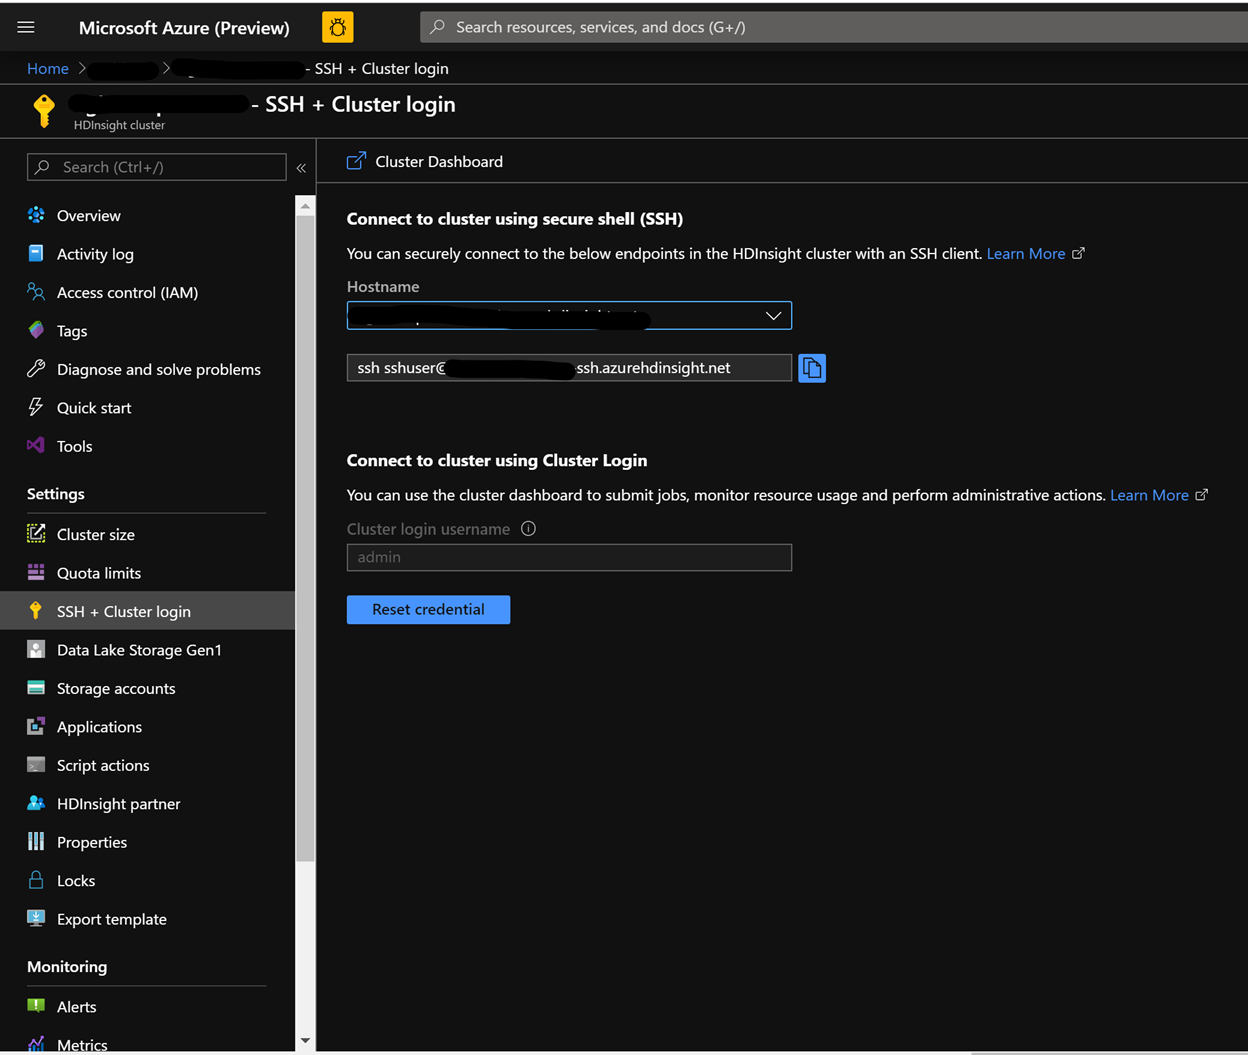 Microsoft Azure (Preview)
Search resources, services, and docs (G+/)
Home
- SSH + Cluster login
- SSH + Cluster login
HDInsight cluster
Search (Ctrl+/)
«
Overview
Activity log
Access control (IAM)
Tags
Diagnose and solve problems
Quick start
Tools
Settings
Cluster size
Quota limits
SSH + Cluster login
Data Lake Storage Gen1
Storage accounts
Applications
Script actions
HDInsight partner
Properties
Locks
Export template
Monitoring
Alerts
Metrics
Cluster Dashboard
Connect to cluster using secure shell (SSH)
You can securely connect to the below endpoints in the HDInsight cluster with an SSH client. Learn More
Hostname
ssh sshuser@ ssh.azurehdinsight.net
Connect to cluster using Cluster Login
You can use the cluster dashboard to submit jobs, monitor resource usage and perform administrative actions. Learn More
Cluster login username
admin
Reset credential